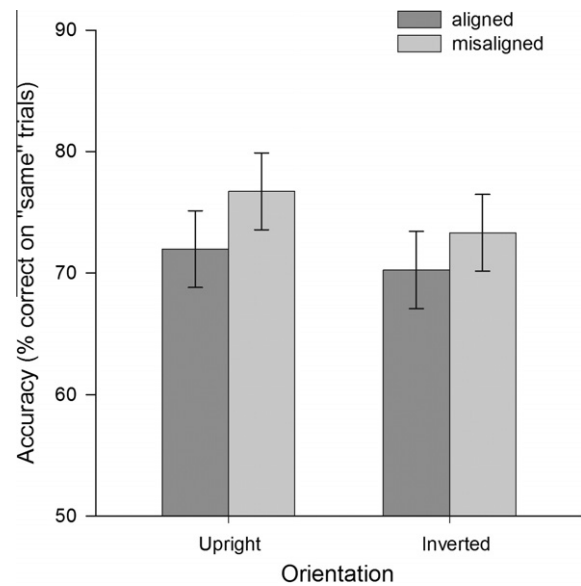 aligned
misaligned
Accuracy (% correct on "same" trials)
90
80
70
60
50
Upright
Inverted
Orientation